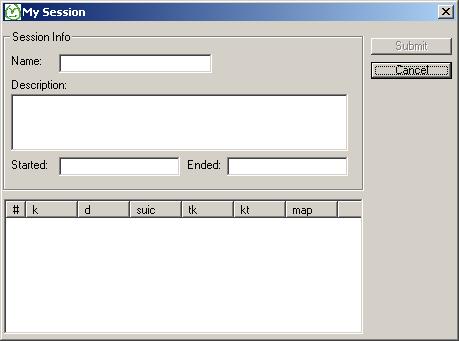 My Session
Session Info
Name:
Description:
Started: Ended:
Submit
Cancel
# k d suic tk kt map